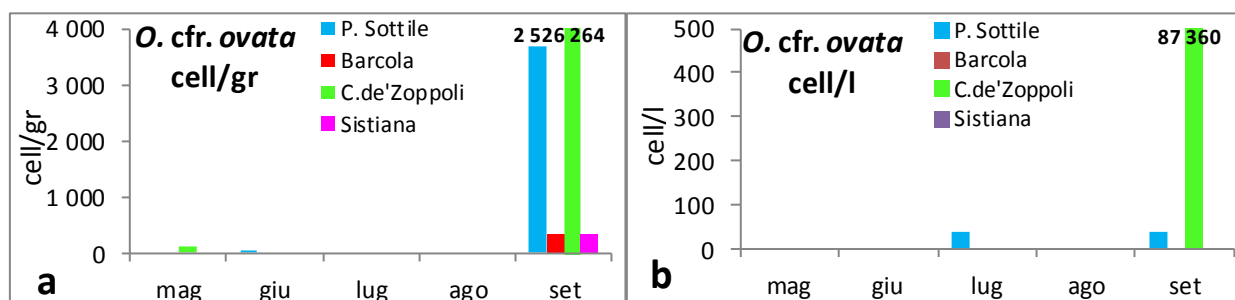 O. cfr. ovata
cell/gr
cell/gr
4 000
3 000
2 000
1 000
0
P. Sottile
Barcola
C.de'Zoppoli
Sistiana
2 526 264
mag giu lug ago set
a
O. cfr. ovata
cell/l
cell/l
500
400
300
200
100
0
P. Sottile
Barcola
C.de'Zoppoli
Sistiana
87 360
mag giu lug ago set
b